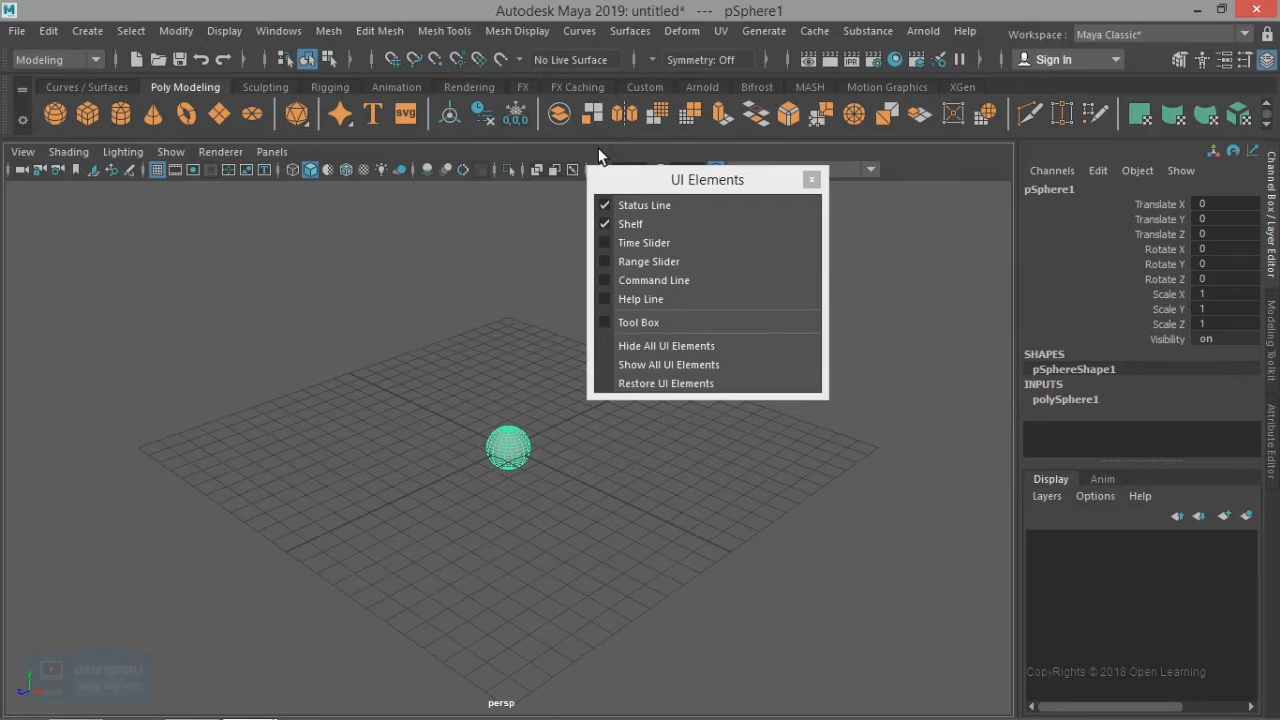 Autodesk Maya 2019: untitled* --- pSphere1
File Edit Create Select Modify Display Windows Mesh Edit Mesh Mesh Tools Mesh Display Curves Surfaces Deform UV Generate Cache Substance Arnold Help Workspace : Maya Classic*
Modeling No Live Surface Symmetry: Off Sign In
Curves / Surfaces Poly Modeling Sculpting Rigging Animation Rendering FX FX Caching Custom Arnold Bifrost MASH Motion Graphics XGen
T svg 0,0,0
View Shading Lighting Show Renderer Panels
UI Elements
Status Line
Shelf
Time Slider
Range Slider
Command Line
Help Line
Tool Box
Hide All UI Elements
Show All UI Elements
Restore UI Elements
Channels Edit Object Show
pSphere1
Translate X 0
Translate Y 0
Translate Z 0
Rotate X 0
Rotate Y 0
Rotate Z 0
Scale X 1
Scale Y 1
Scale Z 1
Visibility on
SHAPES
pSphereShape1
INPUTS
polySphere1
Display Anim
Layers Options Help
Channel Box / Layer Editor
Modeling Toolkit
Attribute Editor
CopyRights © 2018 Open Learning
persp